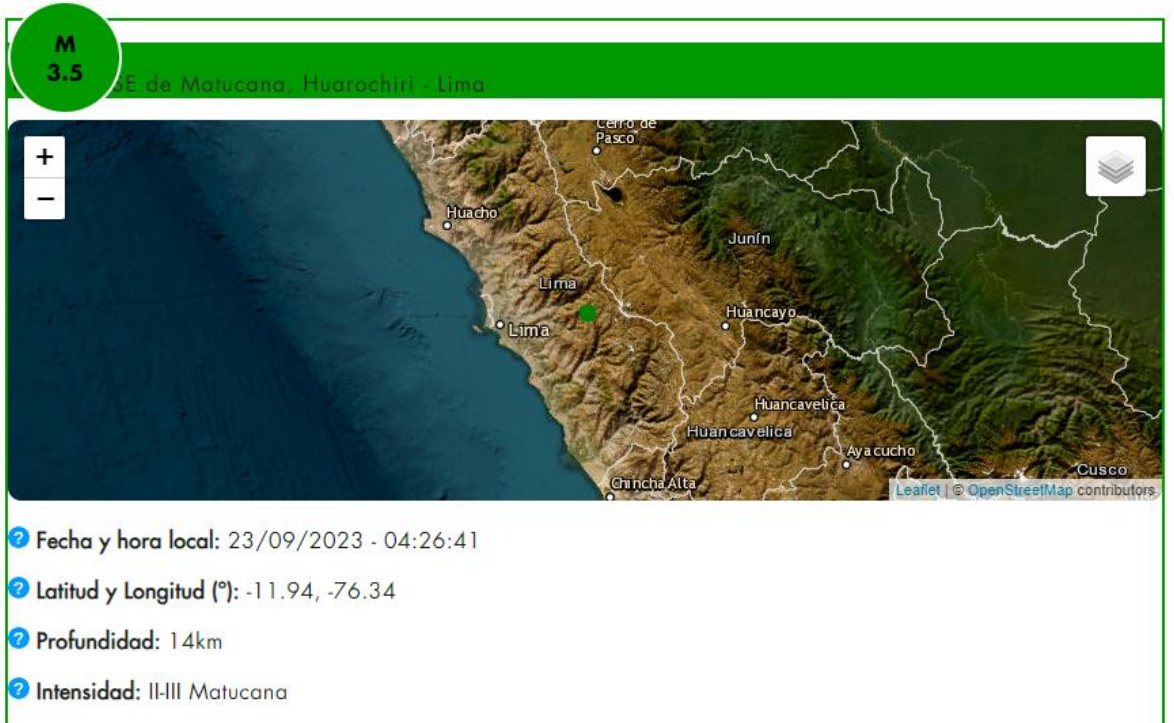 M
3.5
SE de Matucana, Huarochiri - Lima
+
−
Cerro de
Pasco
Huacho
Junín
Lima
Huancayo
Lima
Huancavelica
Huancavelica
Ayacucho
Cusco
Chincha Alta
Leaflet | © OpenStreetMap contributors
? Fecha y hora local: 23/09/2023 - 04:26:41
? Latitud y Longitud (º): -11.94, -76.34
? Profundidad: 14km
? Intensidad: II-III Matucana